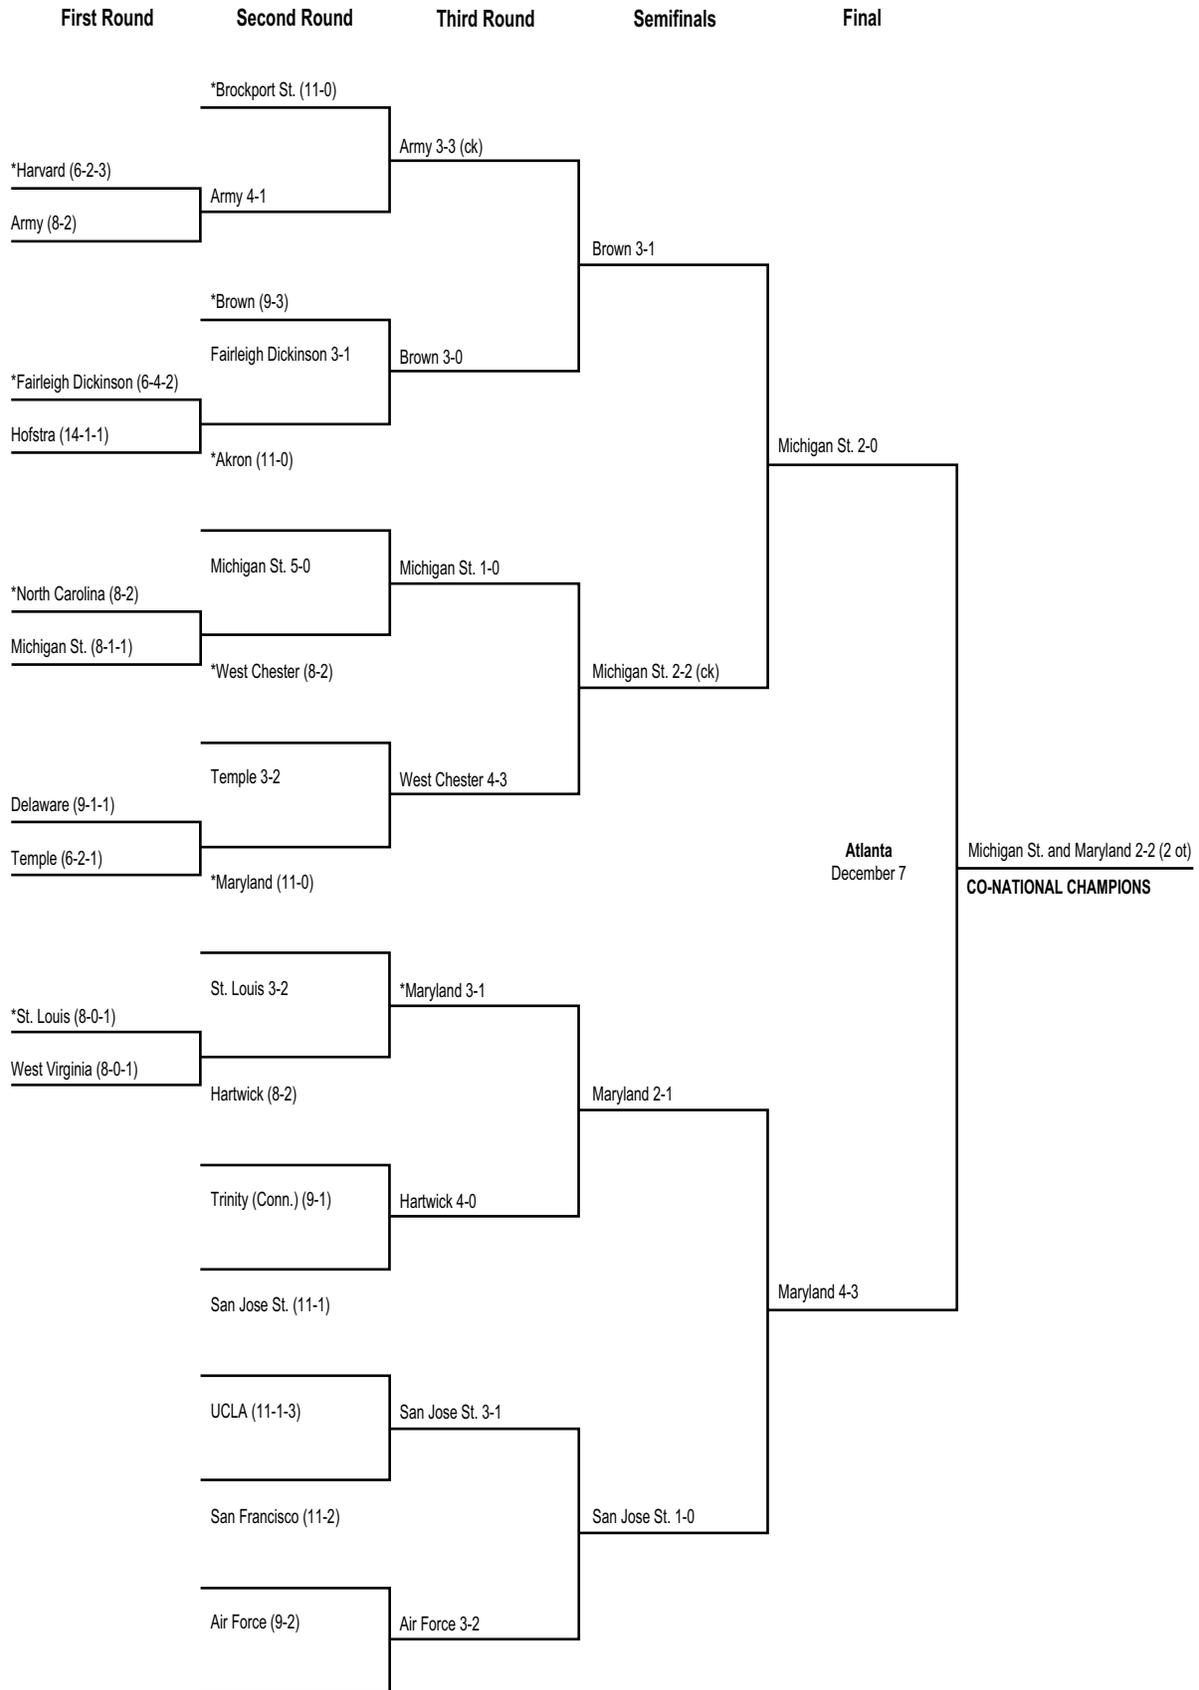 First Round Second Round Third Round Semifinals Final
*Brockport St. (11-0)
Army 3-3 (ck)
*Harvard (6-2-3)
Army 4-1
Army (8-2)
Brown 3-1
*Brown (9-3)
Fairleigh Dickinson 3-1
Brown 3-0
*Fairleigh Dickinson (6-4-2)
Hofstra (14-1-1)
Michigan St. 2-0
*Akron (11-0)
Michigan St. 5-0
Michigan St. 1-0
*North Carolina (8-2)
Michigan St. (8-1-1)
*West Chester (8-2)
Michigan St. 2-2 (ck)
Temple 3-2
West Chester 4-3
Delaware (9-1-1)
Temple (6-2-1)
Atlanta
December 7
Michigan St. and Maryland 2-2 (2 ot)
CO-NATIONAL CHAMPIONS
*Maryland (11-0)
St. Louis 3-2
*Maryland 3-1
*St. Louis (8-0-1)
West Virginia (8-0-1)
Hartwick (8-2)
Maryland 2-1
Trinity (Conn.) (9-1)
Hartwick 4-0
Maryland 4-3
San Jose St. (11-1)
UCLA (11-1-3)
San Jose St. 3-1
San Francisco (11-2)
San Jose St. 1-0
Air Force (9-2)
Air Force 3-2